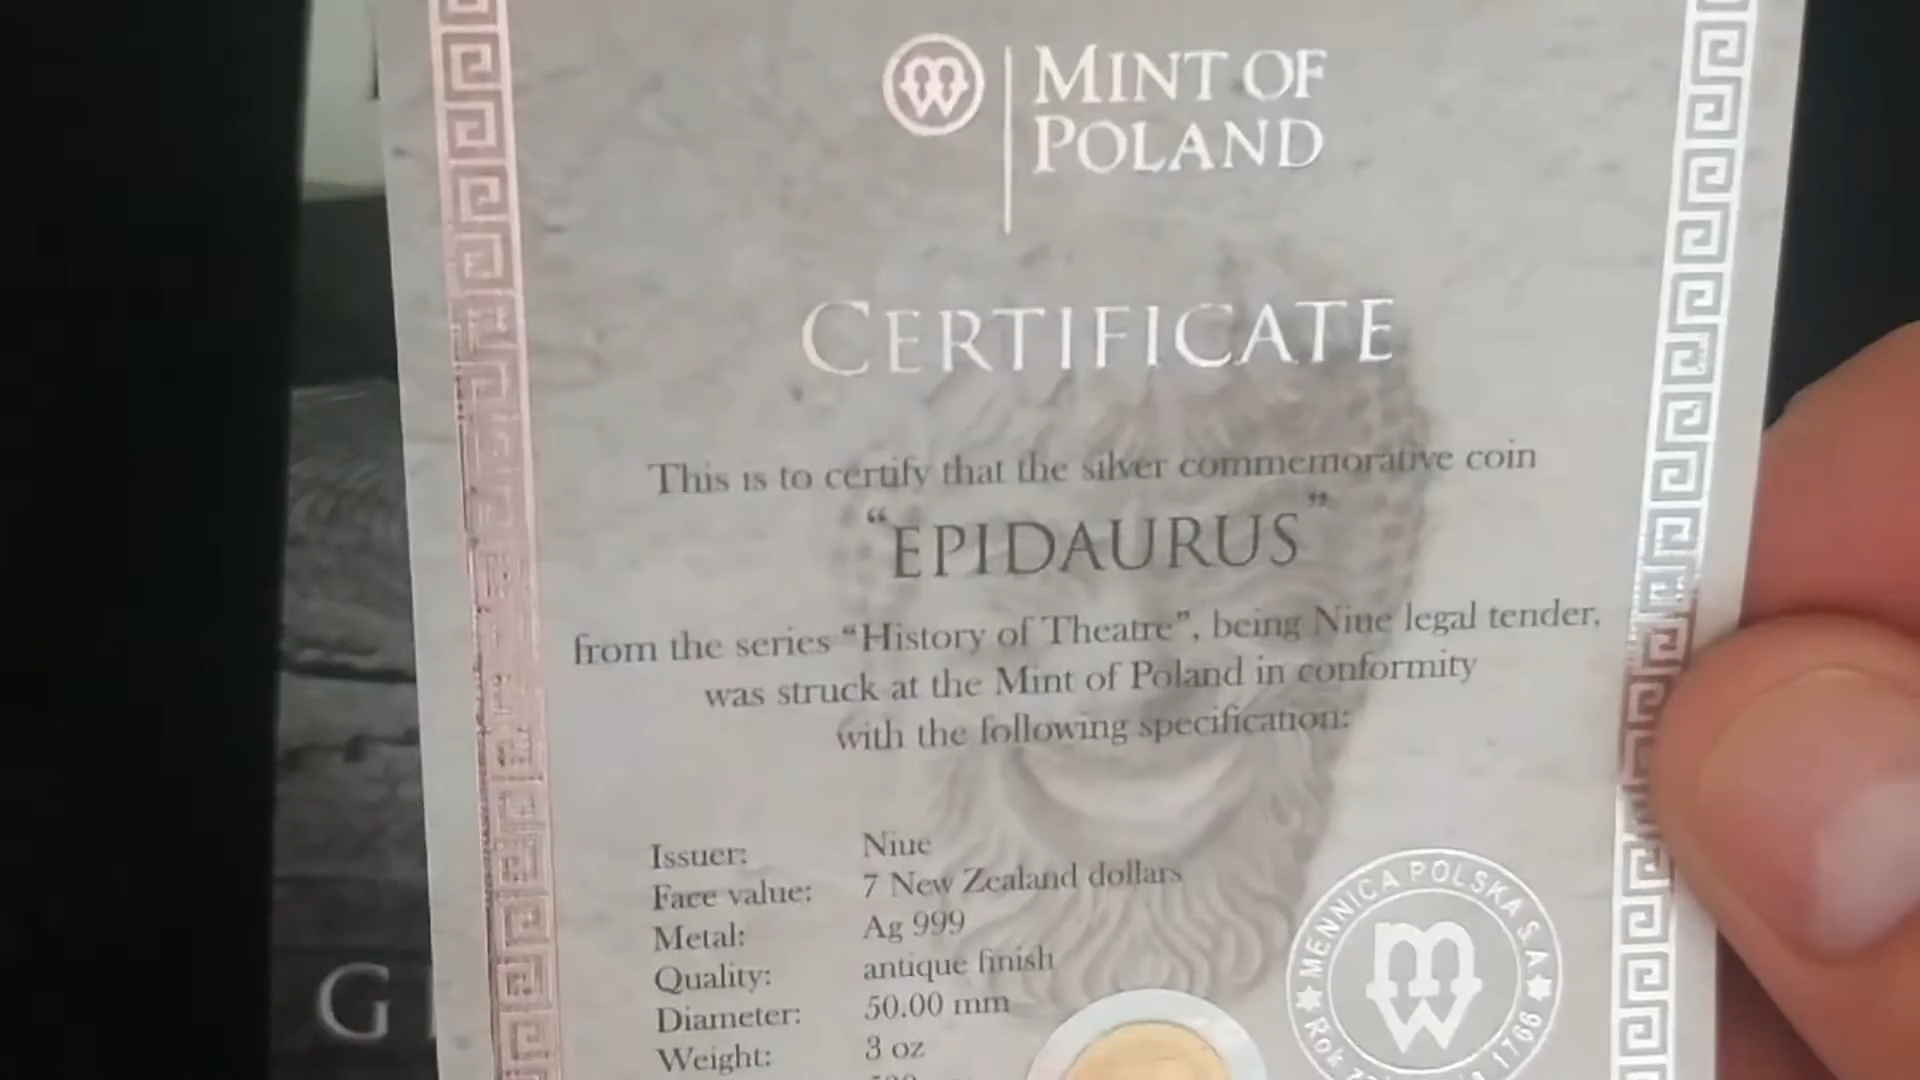 MINT OF
POLAND
CERTIFICATE
This is to certify that the silver commemorative coin
“EPIDAURUS”
from the series “History of Theatre”, being Niue legal tender,
was struck at the Mint of Poland in conformity
with the following specification:
Issuer: Niue
Face value: 7 New Zealand dollars
Metal: Ag 999
Quality: antique finish
Diameter: 50.00 mm
Weight: 3 oz
MENNICA POLSKA S.A.
Rok 1766
G